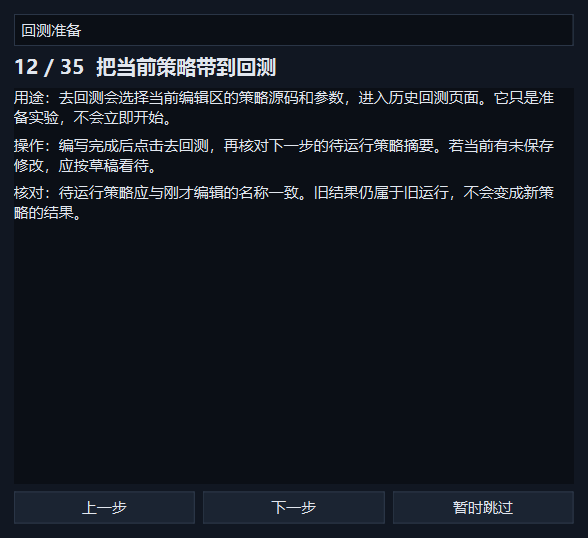 回测准备
12 / 35 把当前策略带到回测
用途：去回测会选择当前编辑区的策略源码和参数，进入历史回测页面。它只是准
备实验，不会立即开始。
操作：编写完成后点击去回测，再核对下一步的待运行策略摘要。若当前有未保存
修改，应按草稿看待。
核对：待运行策略应与刚才编辑的名称一致。旧结果仍属于旧运行，不会变成新策
略的结果。
上一步
下一步
暂时跳过